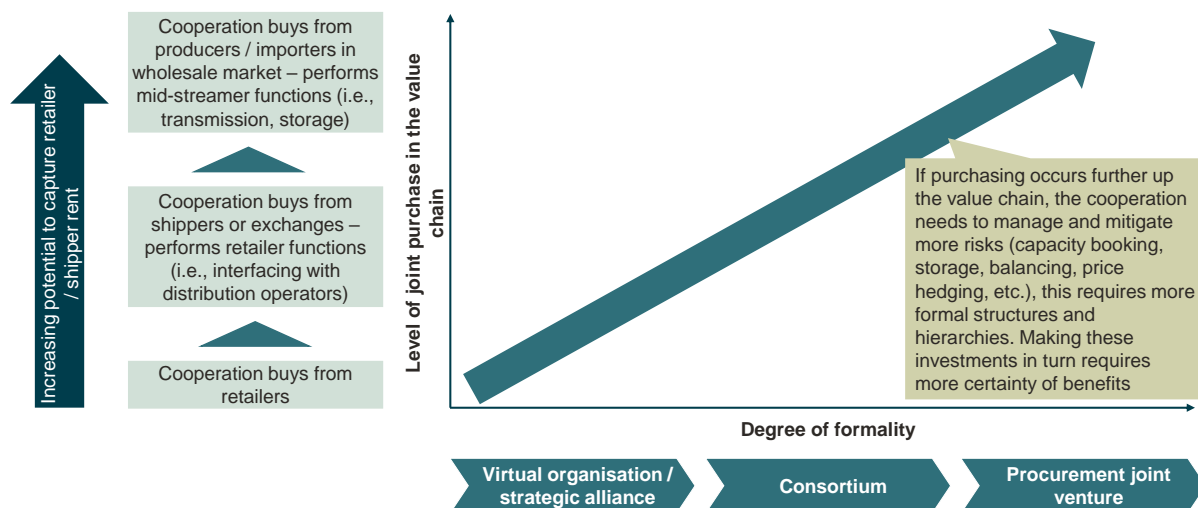 Increasing potential to capture retailer
/ shipper rent
Cooperation buys from
producers / importers in
wholesale market – performs
mid-streamer functions (i.e.,
transmission, storage)
Cooperation buys from
shippers or exchanges –
performs retailer functions
(i.e., interfacing with
distribution operators)
Cooperation buys from
retailers
Level of joint purchase in the value
chain
If purchasing occurs further up
the value chain, the cooperation
needs to manage and mitigate
more risks (capacity booking,
storage, balancing, price
hedging, etc.), this requires more
formal structures and
hierarchies. Making these
investments in turn requires
more certainty of benefits
Degree of formality
Virtual organisation /
strategic alliance
Consortium
Procurement joint
venture